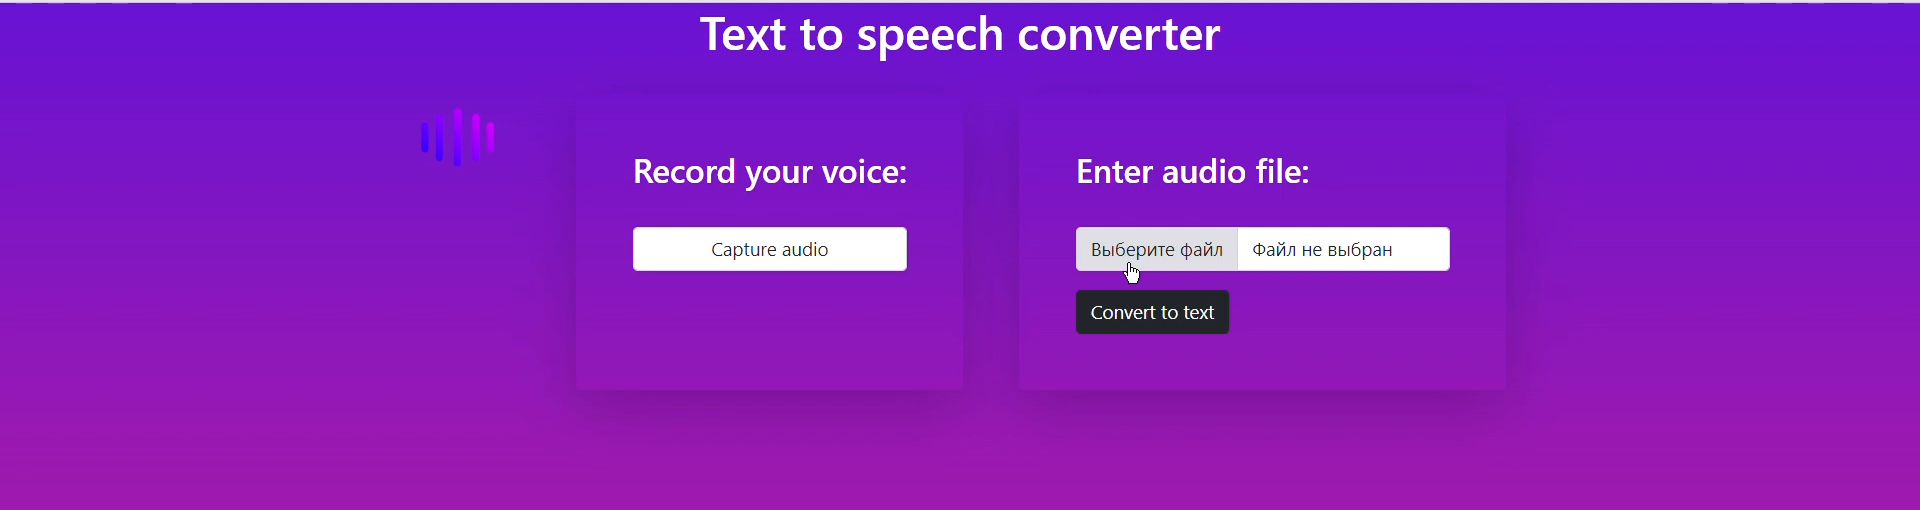 Text to speech converter
Record your voice:
Capture audio
Enter audio file:
Выберите файл Файл не выбран
Convert to text